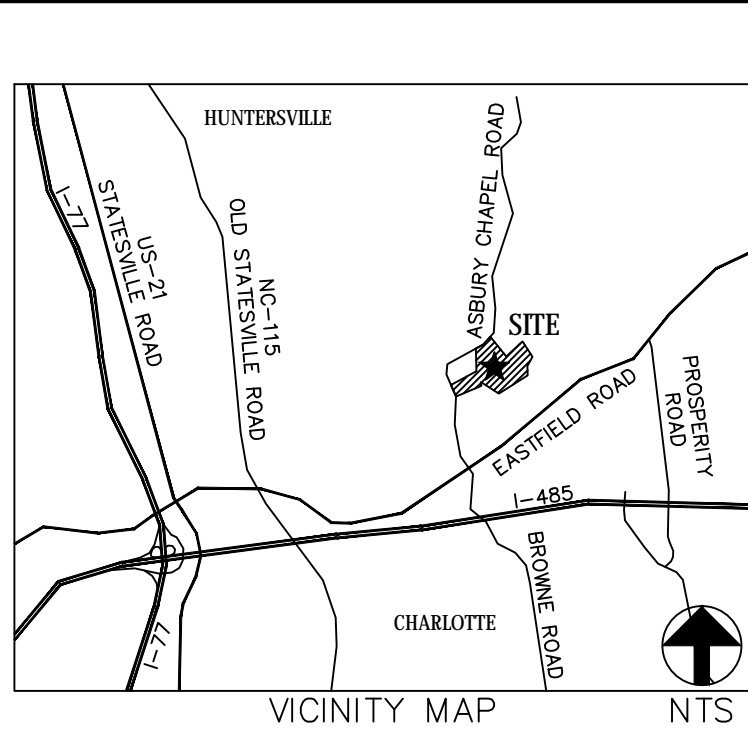 HUNTERSVILLE
I-77
US-21
STATESVILLE ROAD
NC-115
OLD STATESVILLE ROAD
ASBURY CHAPEL ROAD
SITE
EASTFIELD ROAD
PROSPERITY
ROAD
I-485
BROWNE ROAD
CHARLOTTE
I-77
VICINITY MAP
NTS